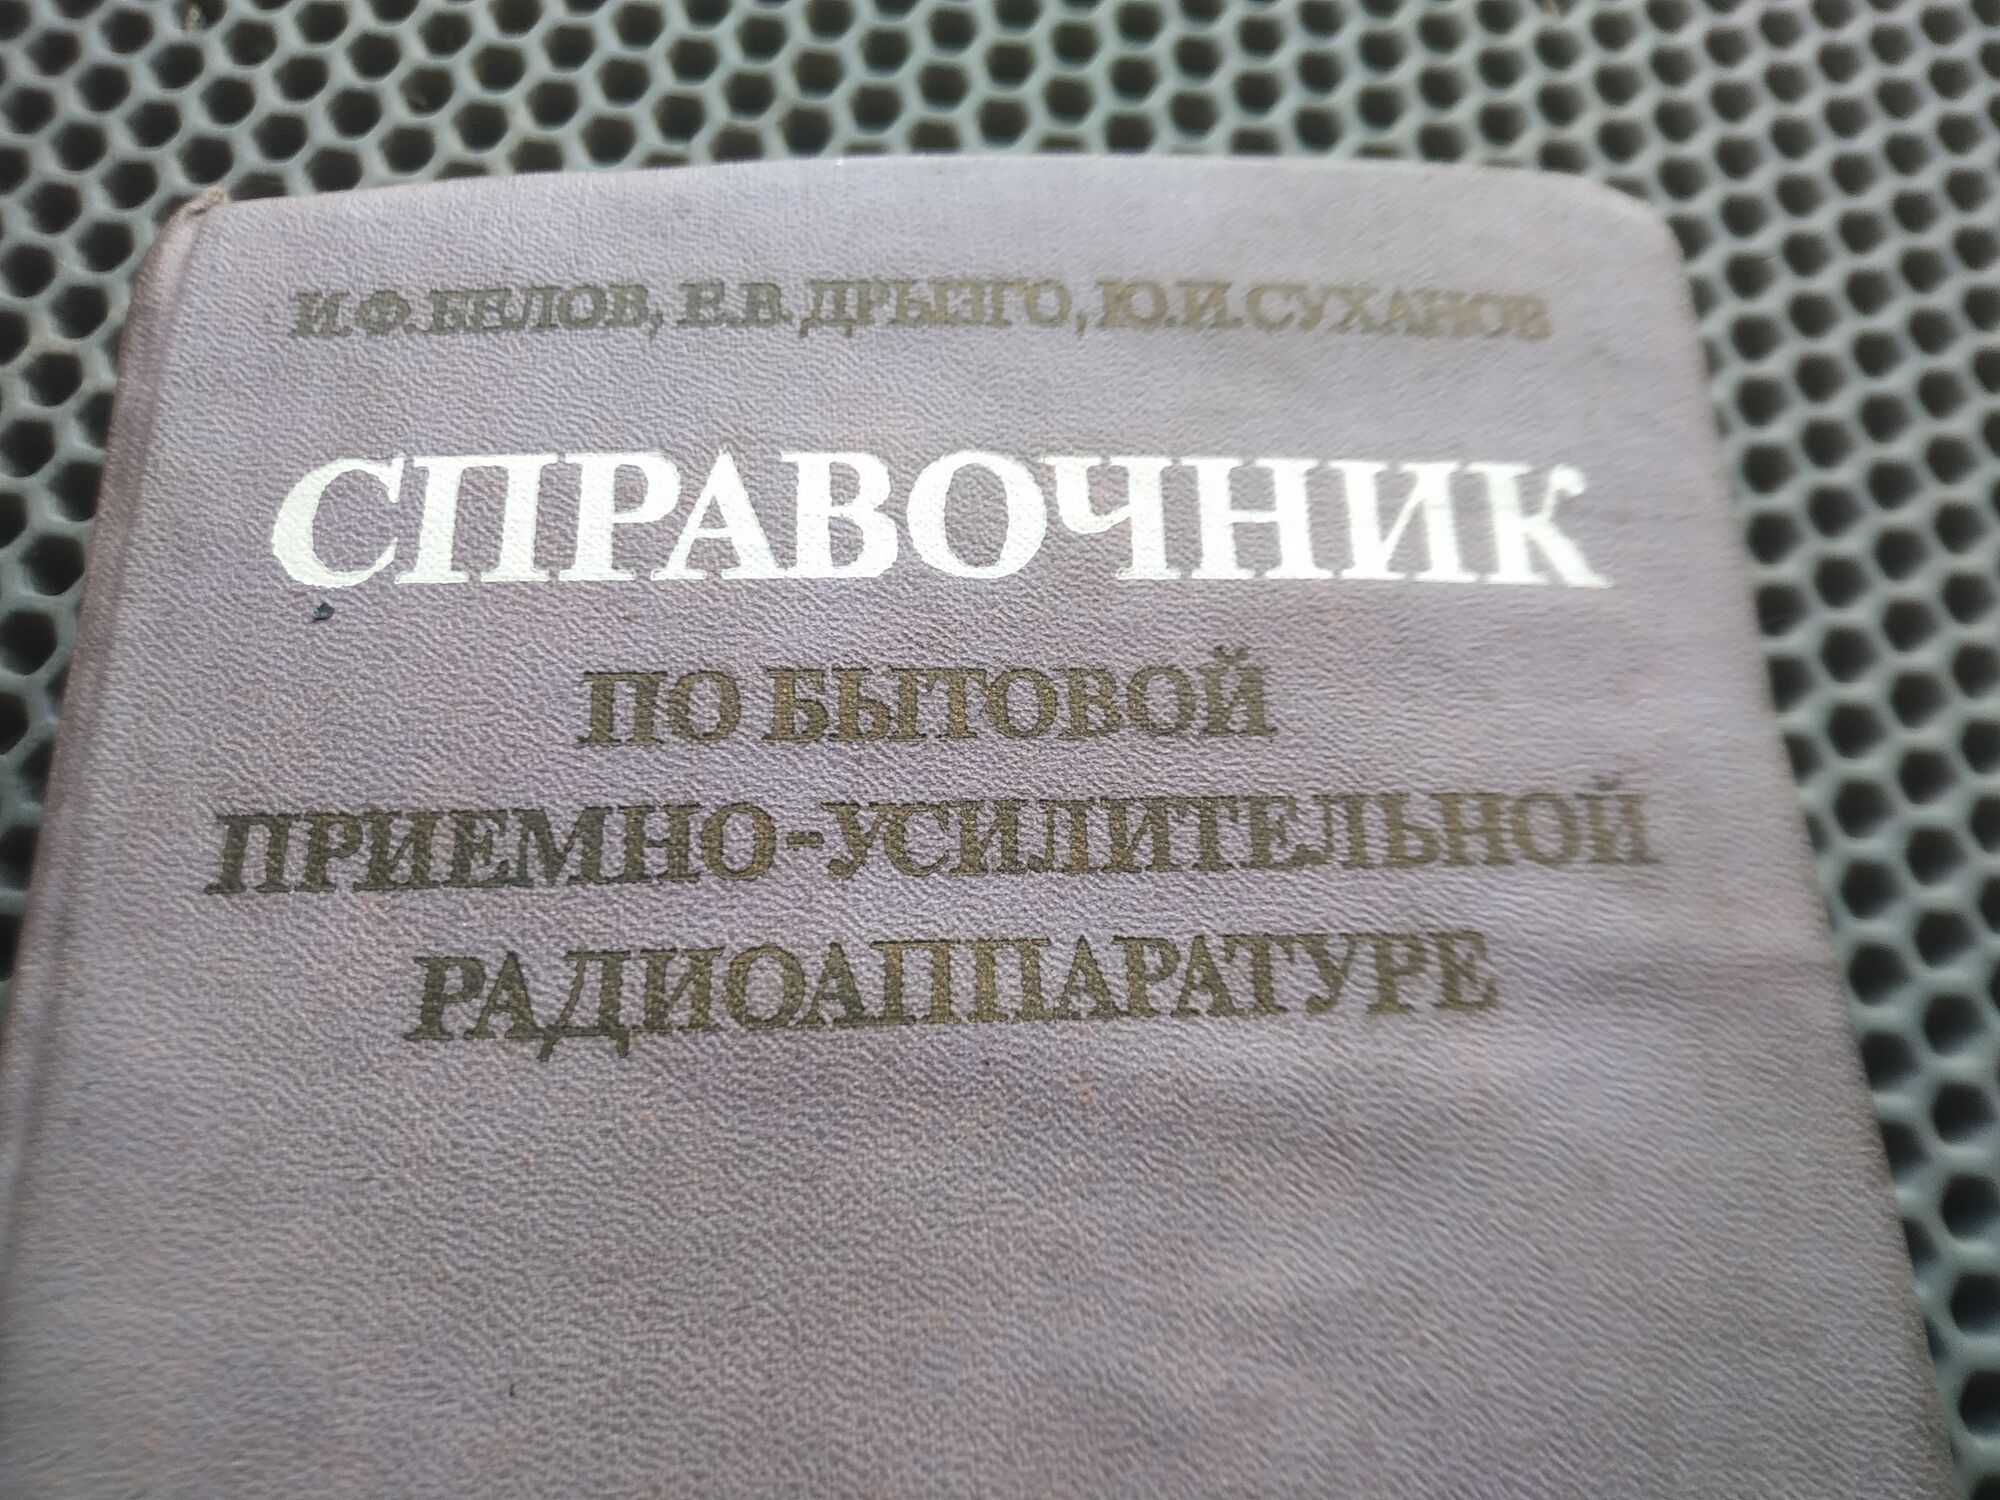 И.Ф.БЕЛОВ, Е.В.ДРЫЗГО, Ю.И.СУХАНОВ
СПРАВОЧНИК
ПО БЫТОВОЙ
ПРИЕМНО-УСИЛИТЕЛЬНОЙ
РАДИОАППАРАТУРЕ